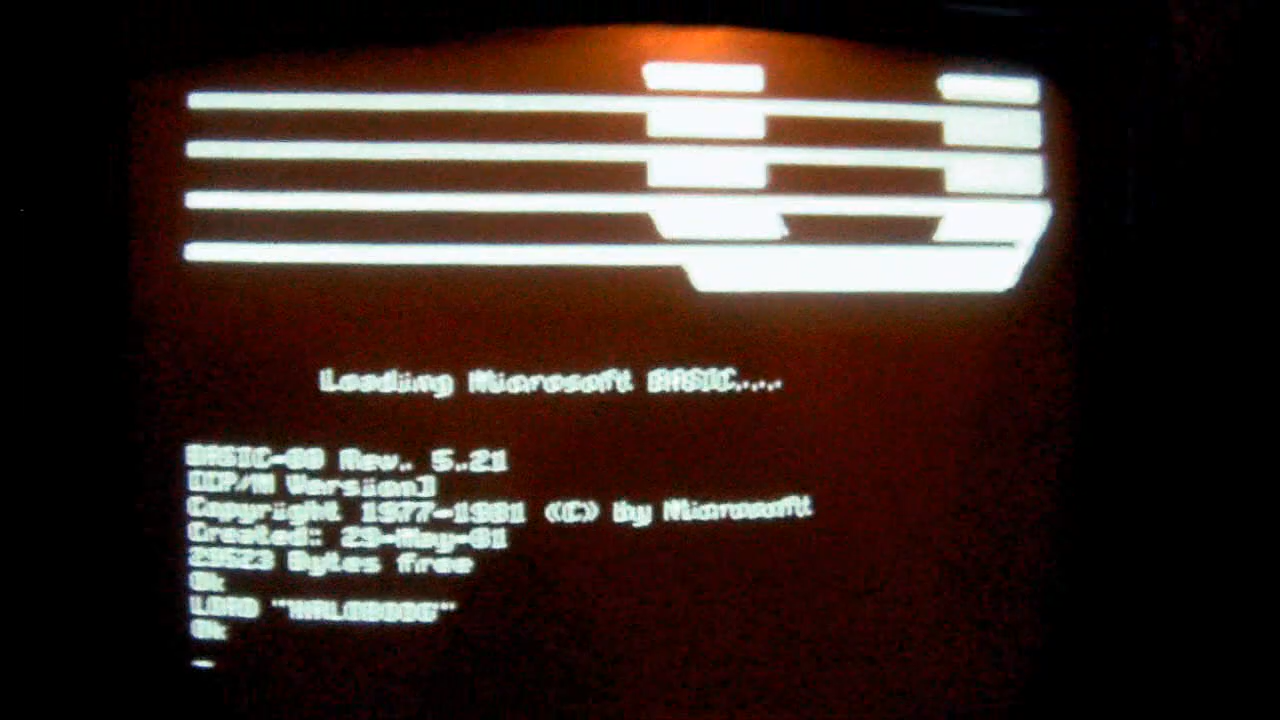 Loading Microsoft BASIC....
BASIC-80 Rev. 5.21
[CP/M Version]
Copyright 1977-1981 (C) by Microsoft
Created: 29-May-81
Bytes free
Ok
LOAD
Ok